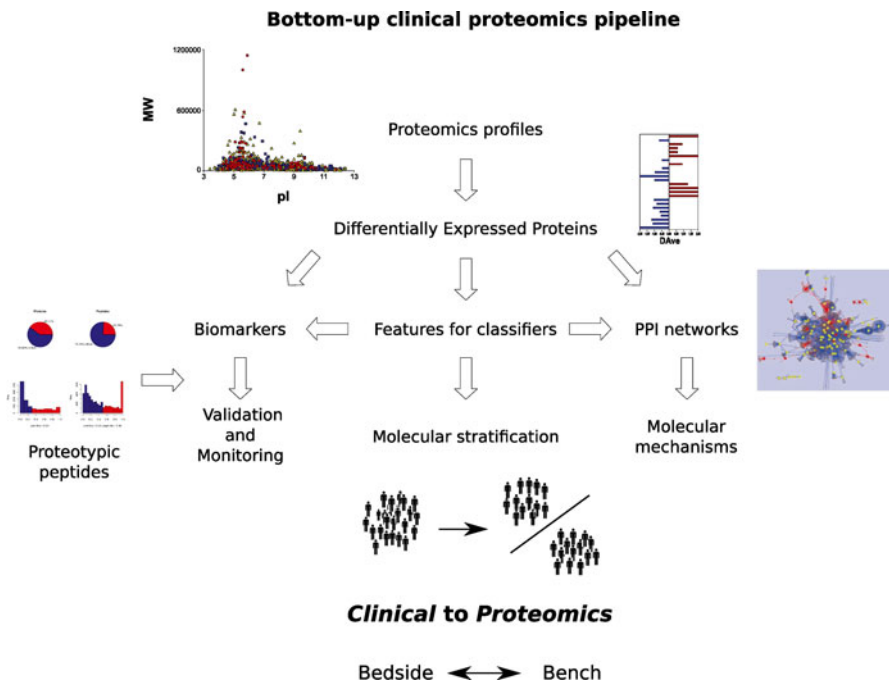 Bottom-up clinical proteomics pipeline
1200000
600000
0
MW
3 5 7 9 11 13
pI
Proteomics profiles
DAve
Differentially Expressed Proteins
Biomarkers
Features for classifiers
PPI networks
Proteotypic
peptides
Validation
and
Monitoring
Molecular stratification
Molecular
mechanisms
Clinical to Proteomics
Bedside
Bench